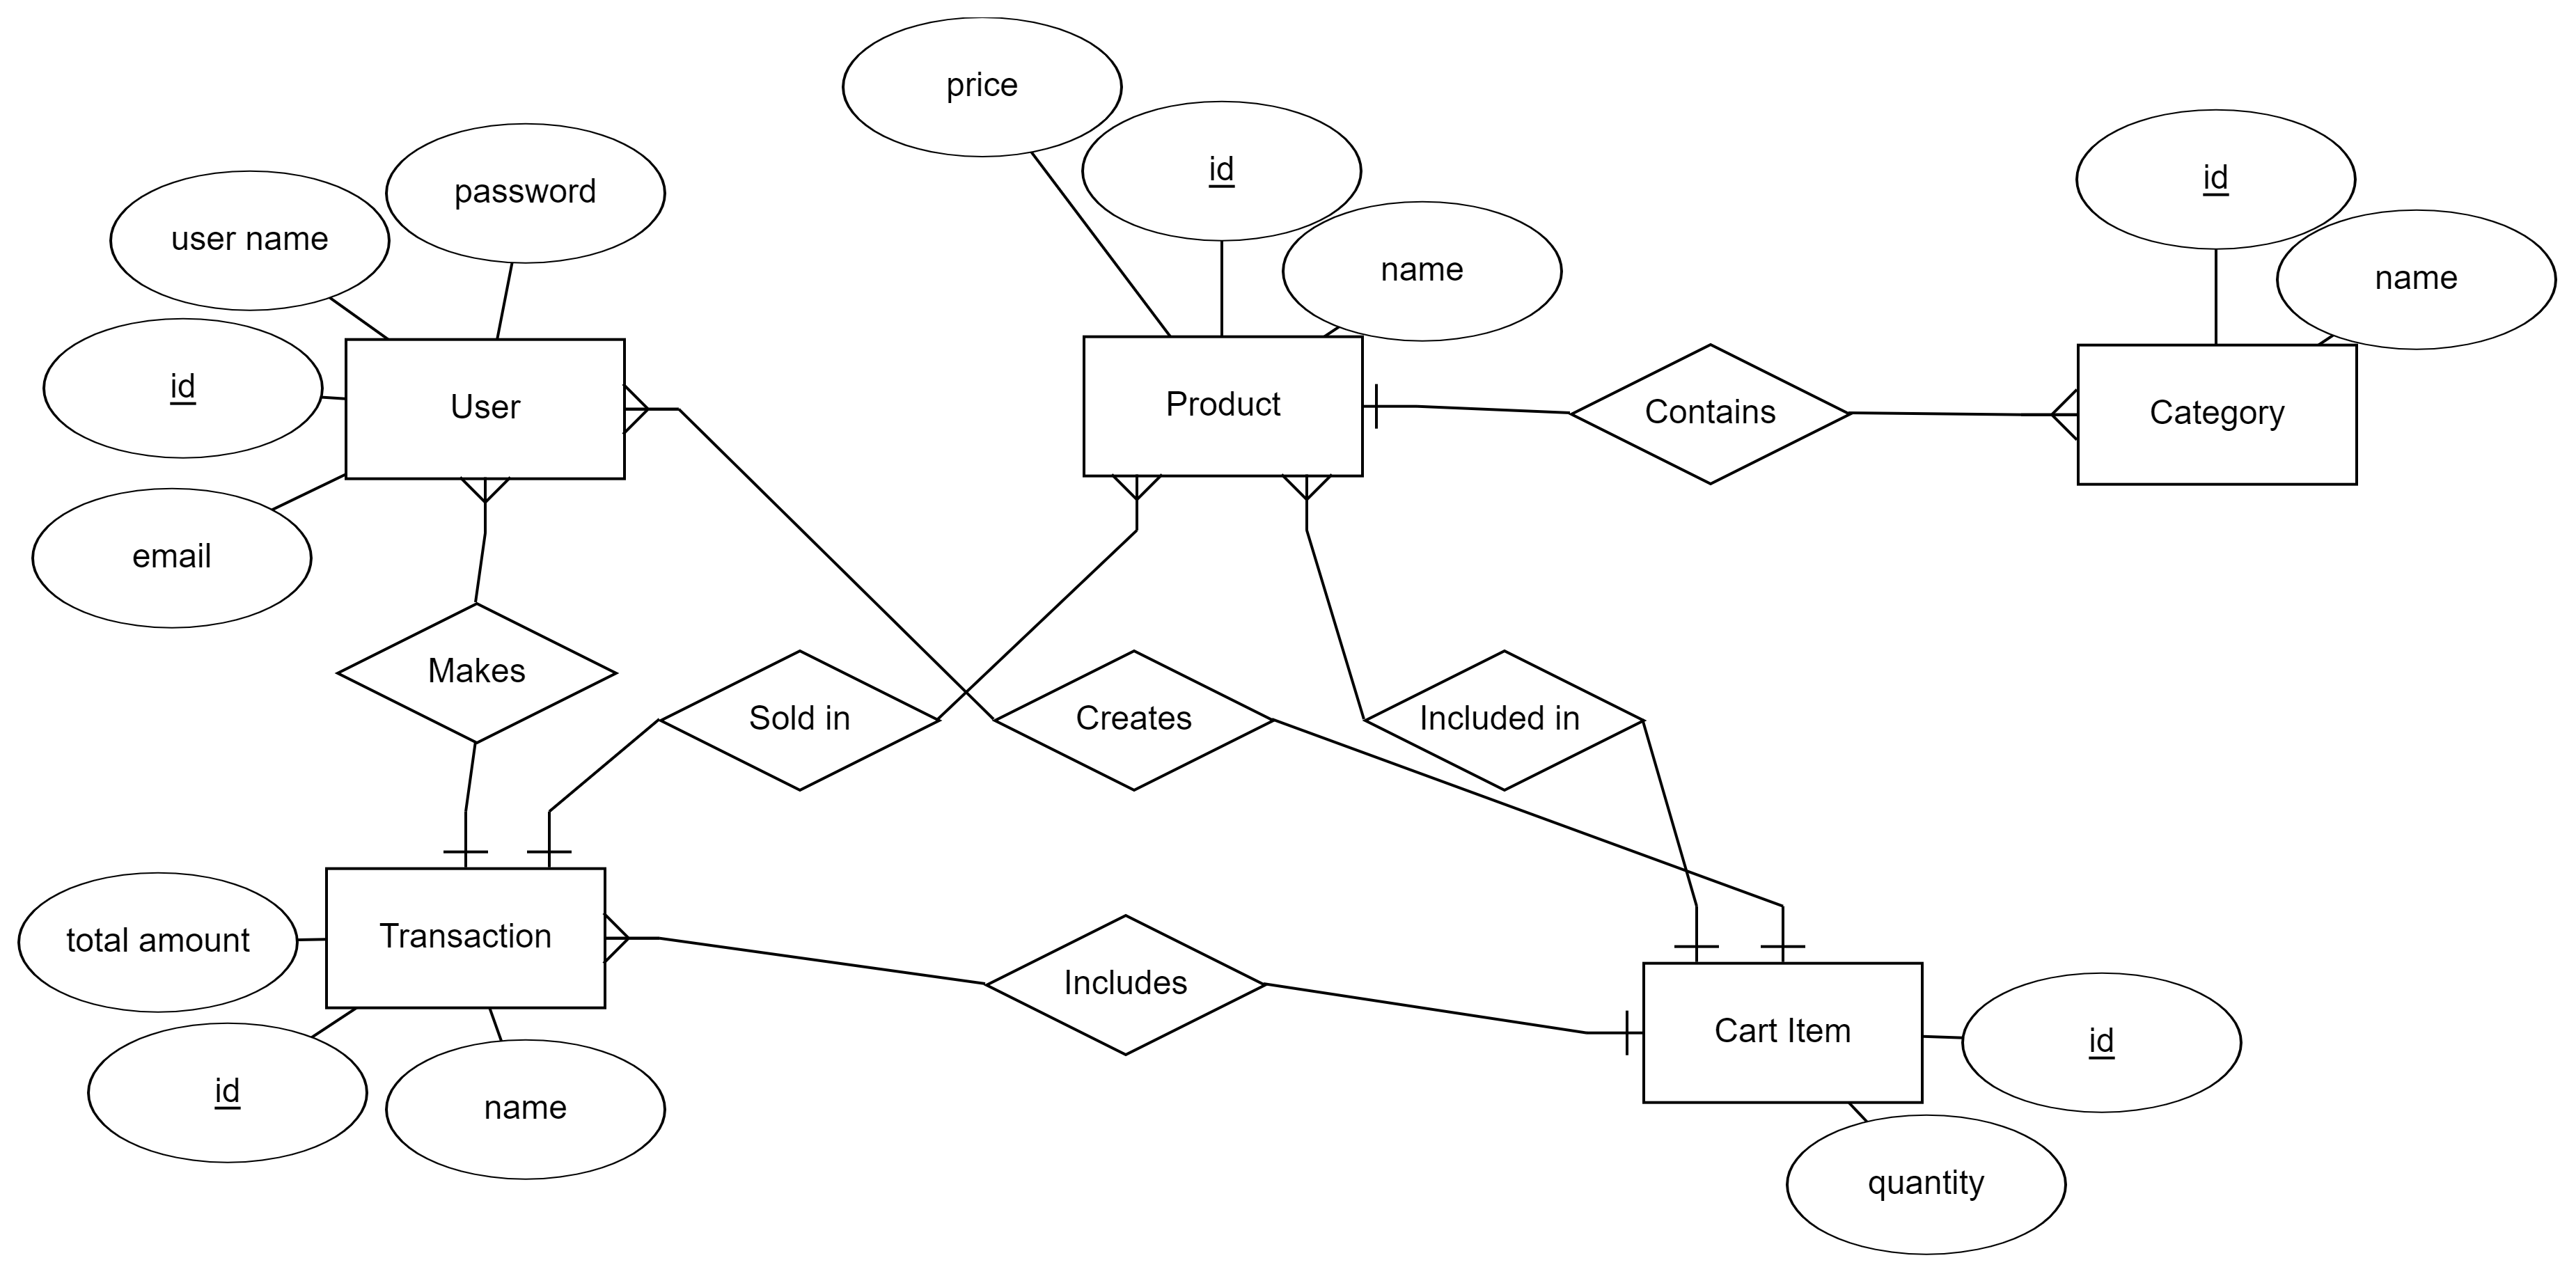 price
id
name
id
name
password
user name
id
email
User
Product
Contains
Category
Makes
Sold in
Creates
Included in
total amount
Transaction
id
name
Includes
Cart Item
id
quantity